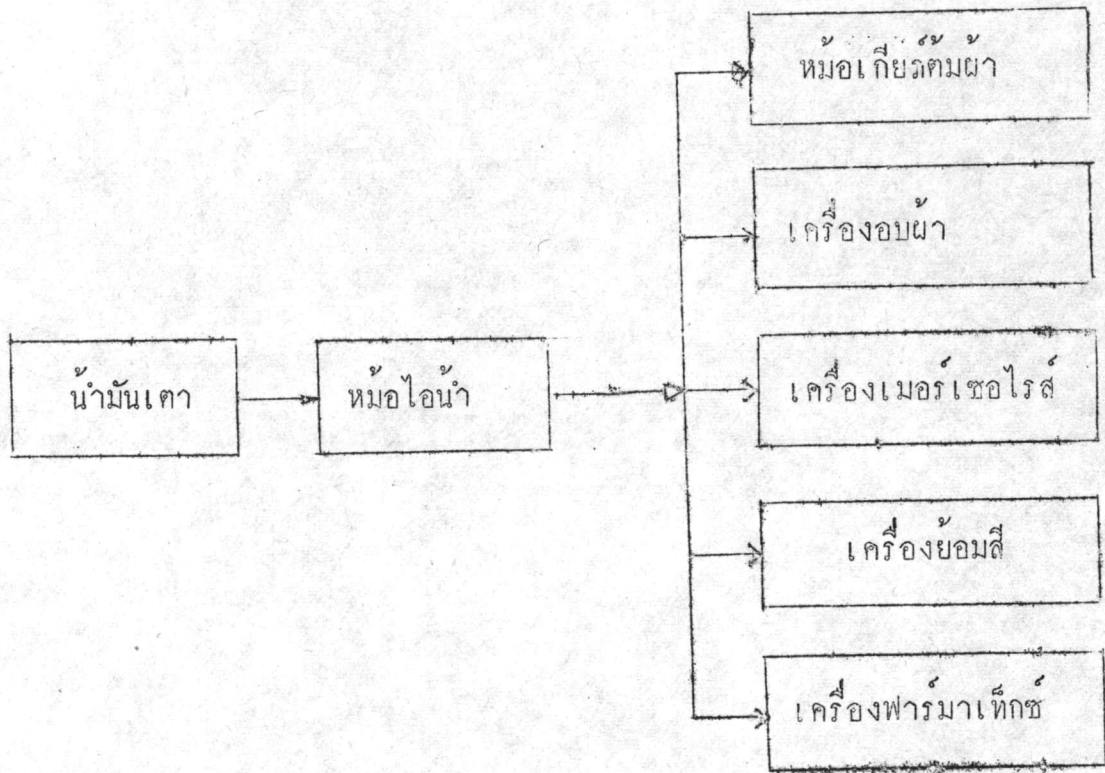 หม้อเกียร์ต้มผ้า
เครื่องอบผ้า
น้ำมันเตา
หม้อไอน้ำ
เครื่องเมอร์เซอไรส์
เครื่องย้อมสี
เครื่องฟาร์มาเท็กซ์